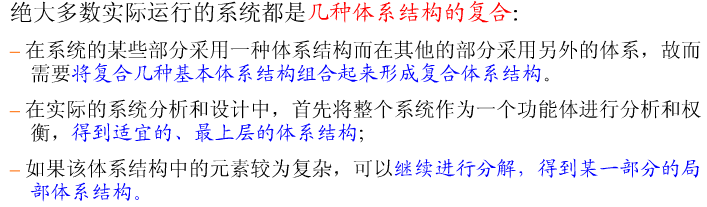 绝大多数实际运行的系统都是几种体系结构的复合:
– 在系统的某些部分采用一种体系结构而在其他的部分采用另外的体系，故而
需要将复合几种基本体系结构组合起来形成复合体系结构。
– 在实际的系统分析和设计中，首先将整个系统作为一个功能体进行分析和权
衡，得到适宜的、最上层的体系结构;
– 如果该体系结构中的元素较为复杂，可以继续进行分解，得到某一部分的局
部体系结构。